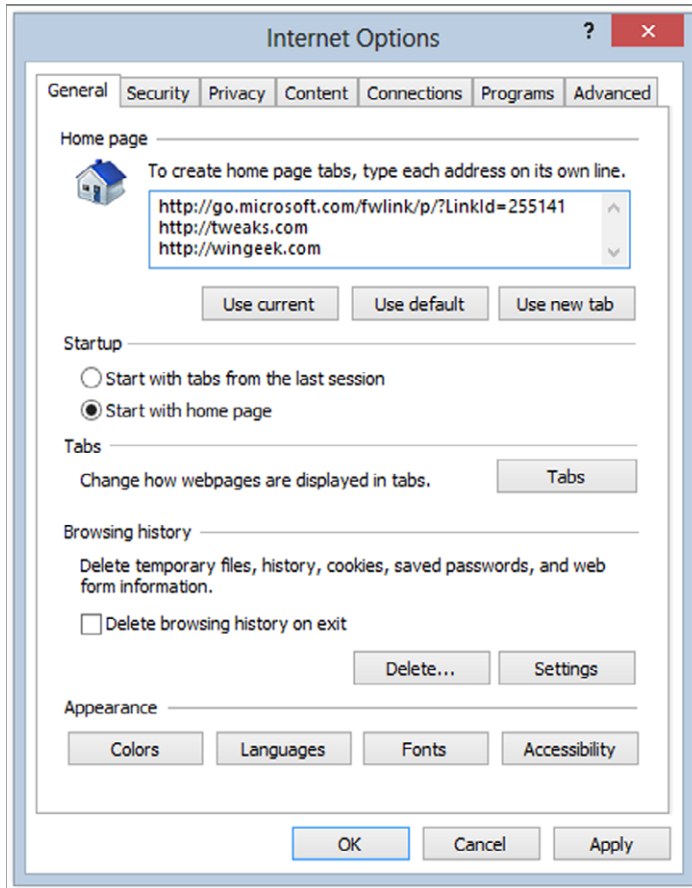 Internet Options
?
General Security Privacy Content Connections Programs Advanced
Home page
To create home page tabs, type each address on its own line.
http://go.microsoft.com/fwlink/p/?LinkId=255141
http://tweaks.com
http://wingeek.com
Use current Use default Use new tab
Startup
Start with tabs from the last session
Start with home page
Tabs
Change how webpages are displayed in tabs.
Tabs
Browsing history
Delete temporary files, history, cookies, saved passwords, and web
form information.
Delete browsing history on exit
Delete... Settings
Appearance
Colors Languages Fonts Accessibility
OK Cancel Apply